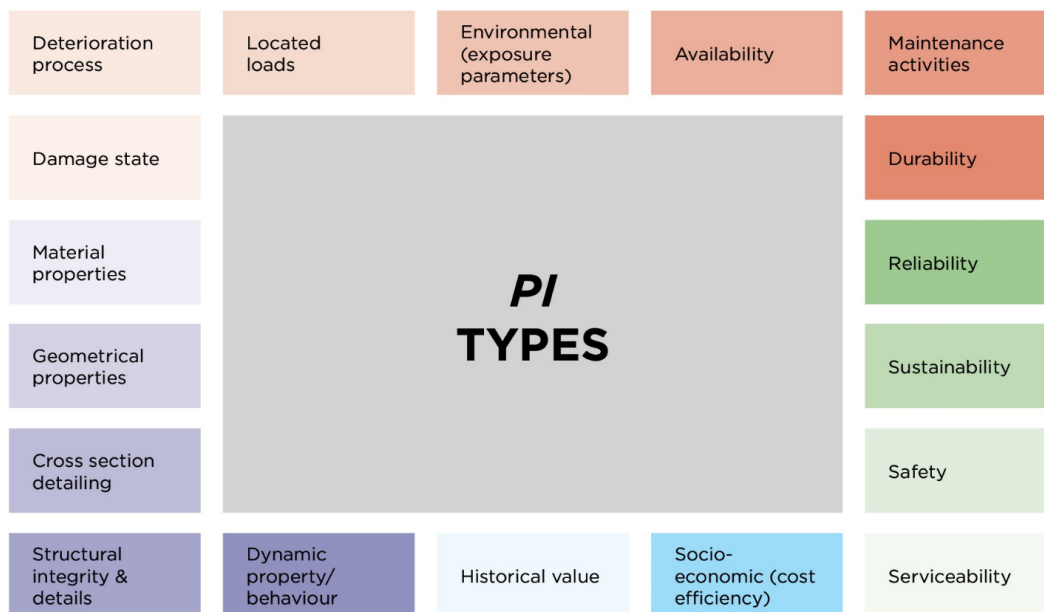 Deterioration
process
Located
loads
Environmental
(exposure
parameters)
Availability
Maintenance
activities
Damage state
Durability
Material
properties
Reliability
PI
TYPES
Geometrical
properties
Sustainability
Cross section
detailing
Safety
Structural
integrity &
details
Dynamic
property/
behaviour
Historical value
Socio-
economic (cost
efficiency)
Serviceability